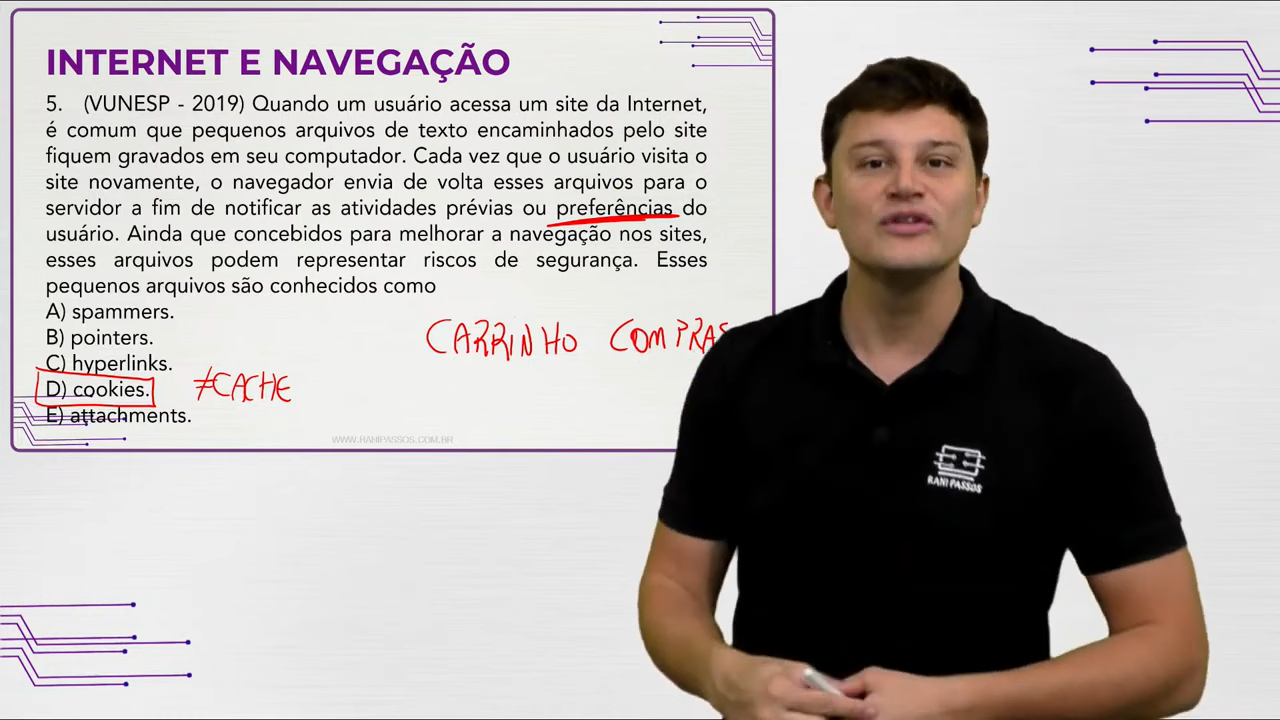 INTERNET E NAVEGAÇÃO
5. (VUNESP - 2019) Quando um usuário acessa um site da Internet,
é comum que pequenos arquivos de texto encaminhados pelo site
fiquem gravados em seu computador. Cada vez que o usuário visita o
site novamente, o navegador envia de volta esses arquivos para o
servidor a fim de notificar as atividades prévias ou preferências do
usuário. Ainda que concebidos para melhorar a navegação nos sites,
esses arquivos podem representar riscos de segurança. Esses
pequenos arquivos são conhecidos como
A) spammers.
B) pointers.
C) hyperlinks.
D) cookies.
E) attachments.
CARRINHO COMPRAS
≠CACHE
WWW.RANIPASSOS.COM.BR
RANI PASSOS